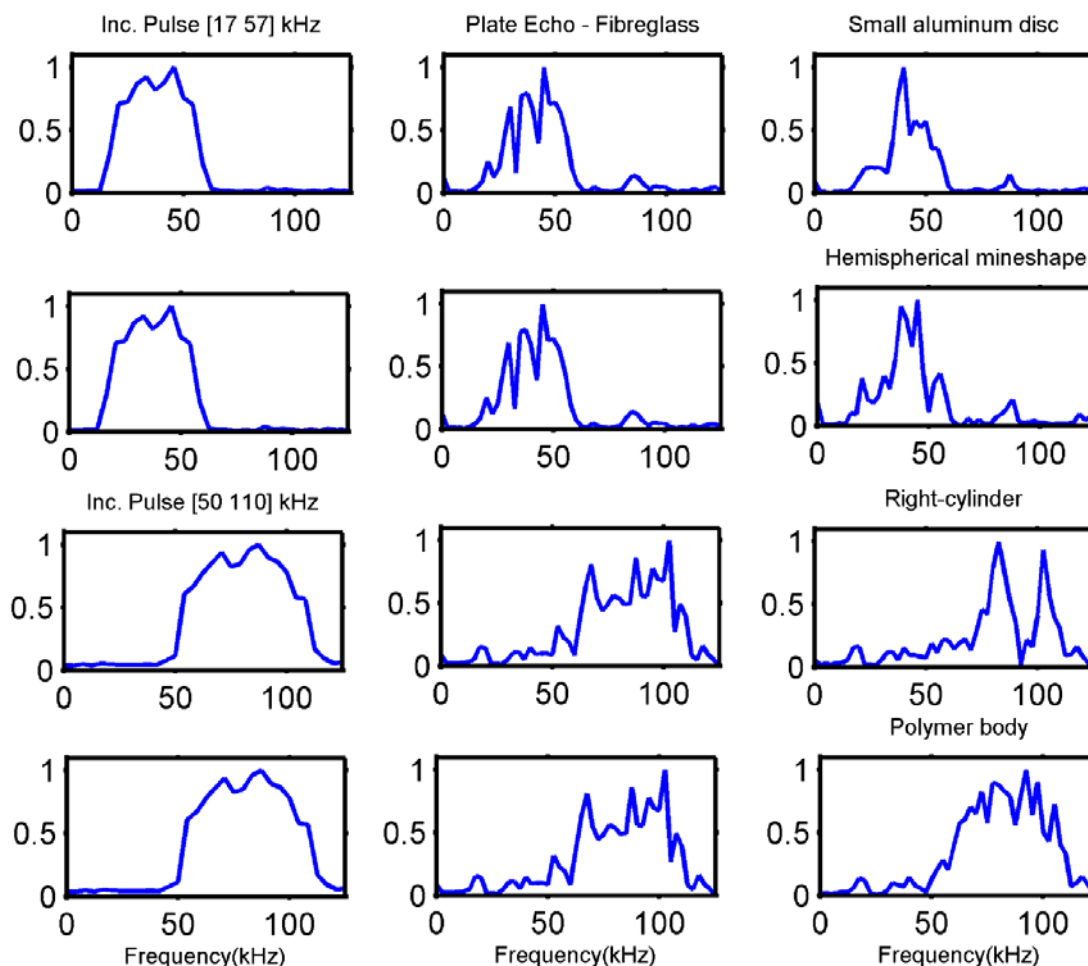 Inc. Pulse [17 57] kHz
Plate Echo - Fibreglass
Small aluminum disc
1
0.5
0
0 50 100
1
0.5
0
0 50 100
1
0.5
0
0 50 100
Hemispherical mineshape
1
0.5
0
0 50 100
1
0.5
0
0 50 100
1
0.5
0
0 50 100
Inc. Pulse [50 110] kHz
Right-cylinder
1
0.5
0
0 50 100
1
0.5
0
0 50 100
1
0.5
0
0 50 100
Polymer body
1
0.5
0
0 50 100
Frequency(kHz)
1
0.5
0
0 50 100
Frequency(kHz)
1
0.5
0
0 50 100
Frequency(kHz)